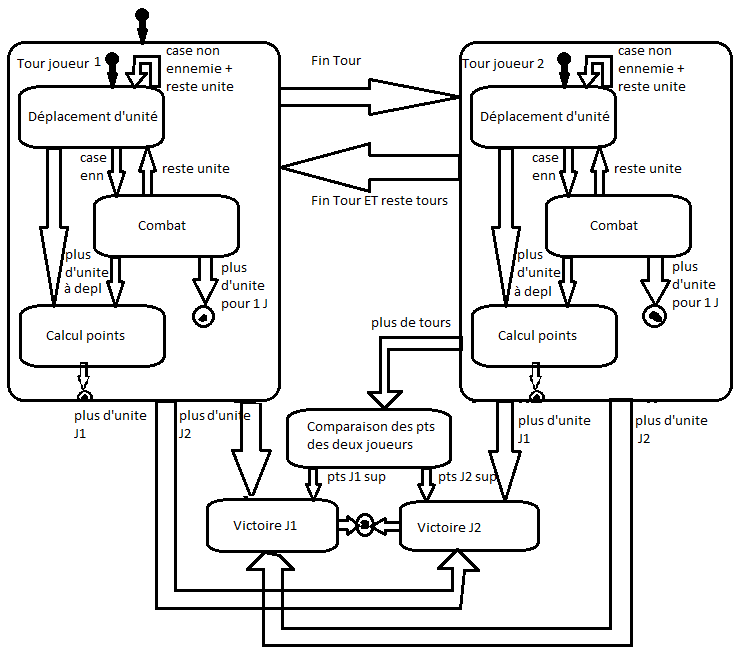 Tour joueur 1
case non
ennemie +
reste unite
Déplacement d'unité
case
enn
reste unite
Combat
plus
d'unite
à depl
plus
d'unite
pour 1 J
Calcul points
Fin Tour
Fin Tour ET reste tours
Tour joueur 2
case non
ennemie +
reste unite
Déplacement d'unité
case
enn
reste unite
Combat
plus
d'unite
à depl
plus
d'unite
pour 1 J
Calcul points
plus de tours
plus d'unite
J1
plus d'unite
J2
Comparaison des pts
des deux joueurs
plus d'unite
J1
plus d'unite
J2
pts J1 sup
pts J2 sup
Victoire J1
Victoire J2